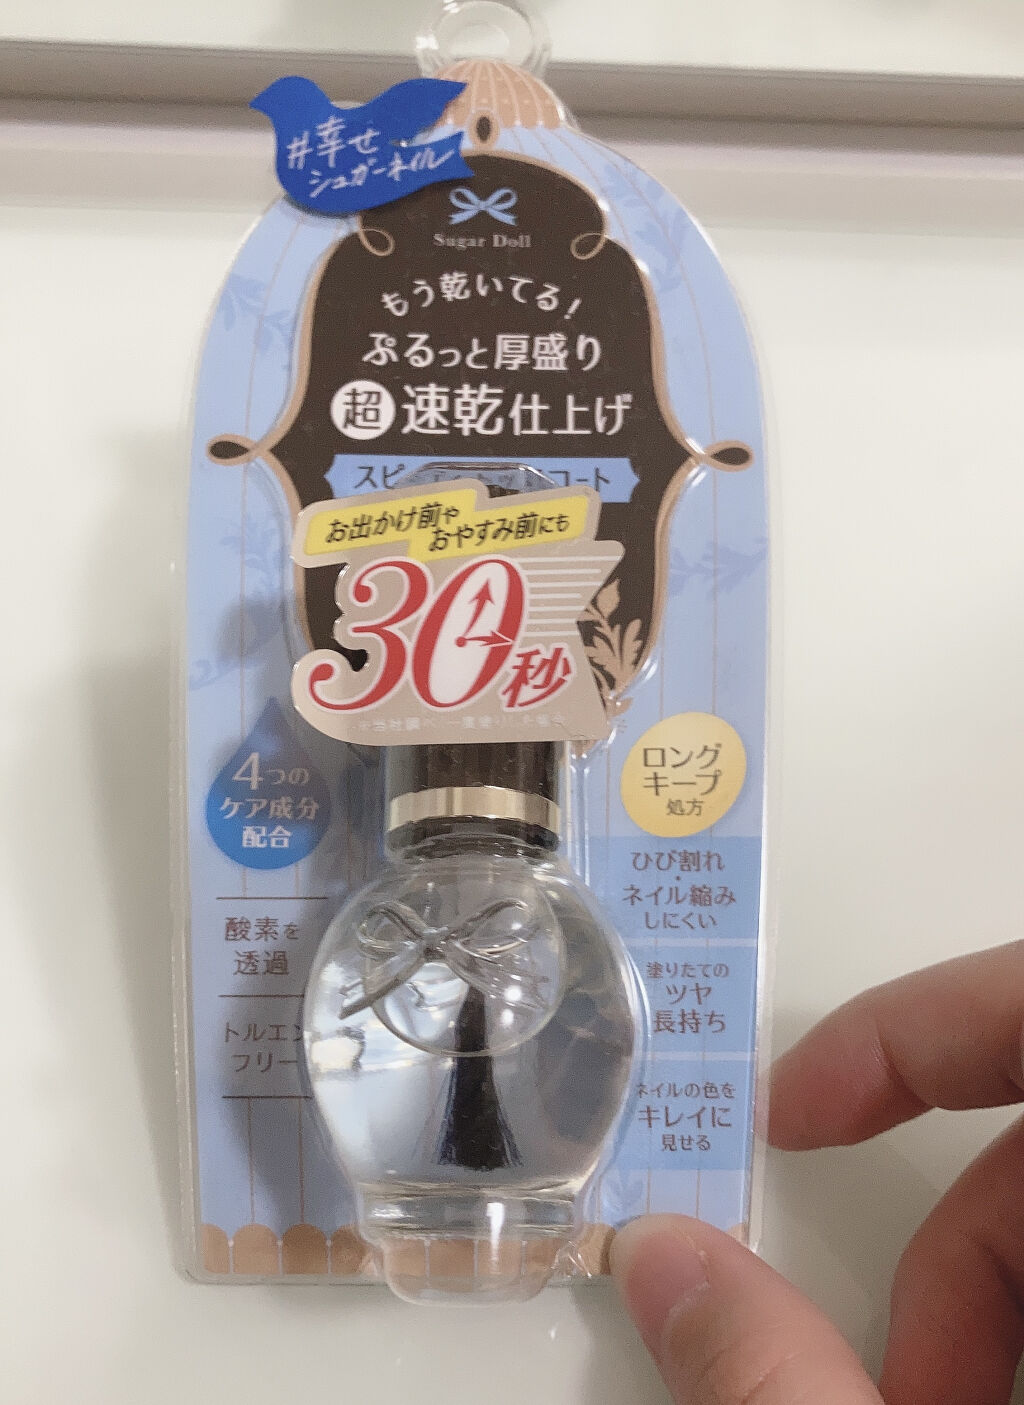 #幸せ
シュガーネイル
Sugar Doll
もう乾いてる!
ぷるっと厚盛り
超速乾仕上げ
コート
お出かけ前や
おやすみ前にも
30秒
4つの
ケア成分
配合
酸素を
透過
トルエン
フリー
ロング
キープ
処方
ひび割れ
・
ネイル縮み
しにくい
塗りたての
ツヤ
長持ち
ネイルの色を
キレイに
見せる